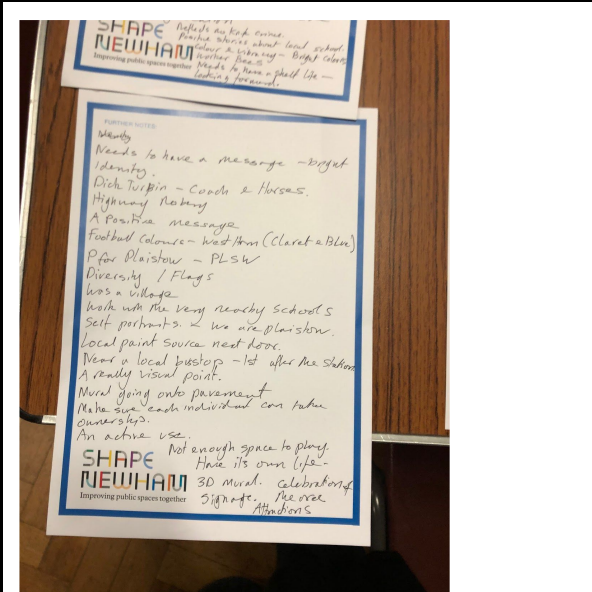 Reflects no knife crime.
Positive stories about local school.
Colour & vibrancy - Bright colours
Worker Bees
Needs to have a shelf life -
Looking forward.
SHAPE
NEWHAM
Improving public spaces together
FURTHER NOTES:
Identity
Needs to have a message - bright
Identity.
Dick Turpin - Coach & Horses.
Highway Robery
A Positive message
Football Colours - West Ham (Claret & Blue)
P for Plaistow - PLSW
Diversity / Flags
Was a village
Work with the very nearby schools
Self portraits. & we are plaistow.
Local paint source next door.
Near a local bustop - 1st after the station
A really visual point.
Mural going onto pavement
Make sure each individual can take
ownership.
An active use.
Not enough space to play.
Have its own life -
3D mural. Celebration of
Signage. the
Attractions
SHAPE
NEWHAM
Improving public spaces together